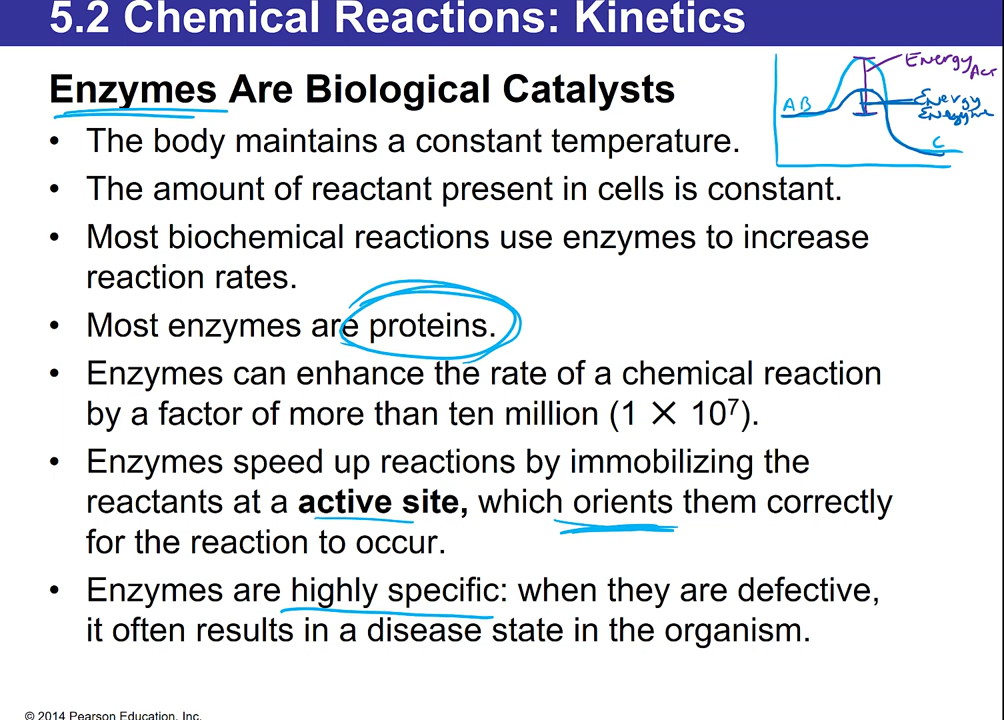 5.2 Chemical Reactions: Kinetics
Energy Act
A B
Energy
Enzyme
C
Enzymes Are Biological Catalysts
• The body maintains a constant temperature.
• The amount of reactant present in cells is constant.
• Most biochemical reactions use enzymes to increase
reaction rates.
• Most enzymes are proteins.
• Enzymes can enhance the rate of a chemical reaction
by a factor of more than ten million (1 × 10⁷).
• Enzymes speed up reactions by immobilizing the
reactants at a active site, which orients them correctly
for the reaction to occur.
• Enzymes are highly specific: when they are defective,
it often results in a disease state in the organism.
© 2014 Pearson Education, Inc.